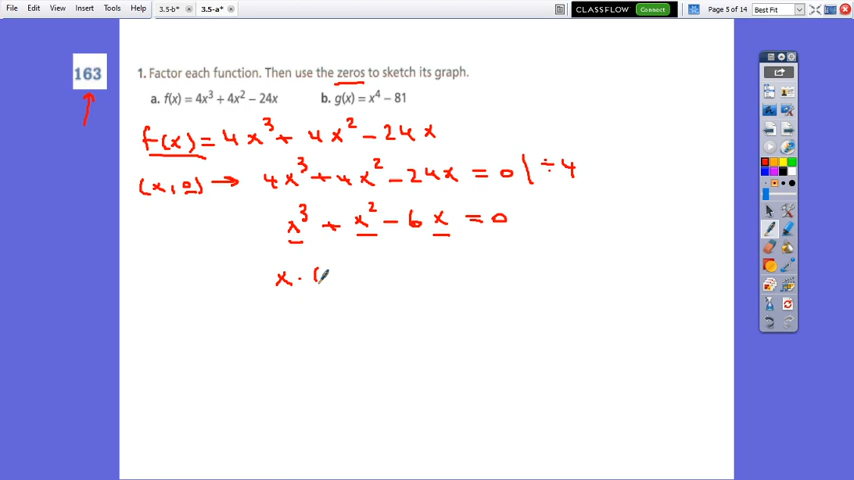 File Edit View Insert Tools Help
3.5-b* 3.5-a*
CLASSFLOW Connect
Page 5 of 14
Best Fit
163
1. Factor each function. Then use the zeros to sketch its graph.
a. f(x) = 4x³ + 4x² − 24x b. g(x) = x⁴ − 81
f(x) = 4x³ + 4x² − 24x
(x, 0) → 4x³ + 4x² − 24x = 0 | ÷ 4
x³ + x² − 6x = 0
x · (